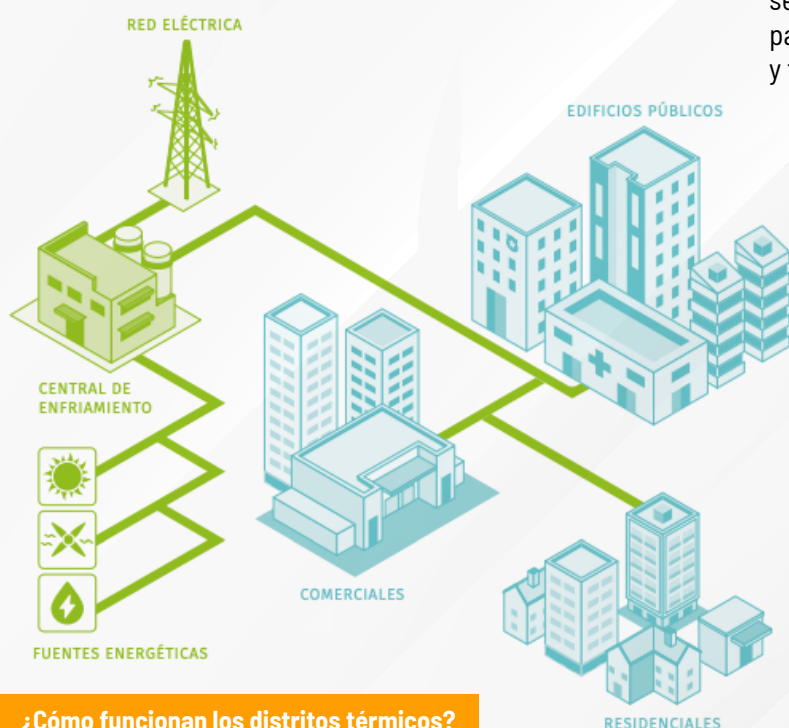 RED ELÉCTRICA
EDIFICIOS PÚBLICOS
CENTRAL DE
ENFRIAMIENTO
COMERCIALES
FUENTES ENERGÉTICAS
RESIDENCIALES
¿Cómo funcionan los distritos térmicos?